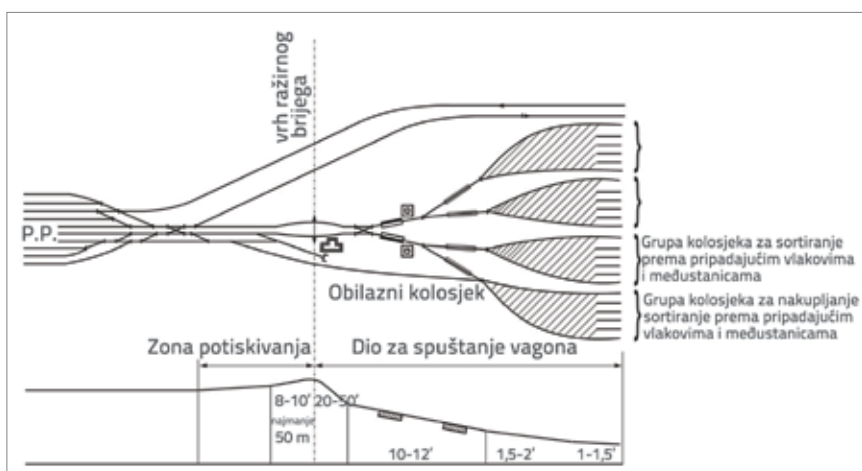 vrh ražirnog
brijega
P.P.
Obilazni kolosjek
Grupa kolosjeka za sortiranje
prema pripadajućim vlakovima
i međustanicama
Grupa kolosjeka za nakupljanje
sortiranje prema pripadajućim
vlakovima i međustanicama
Zona potiskivanja
Dio za spuštanje vagona
8-10' 20-50'
najmanje
50 m
10-12' 1,5-2' 1-1,5'